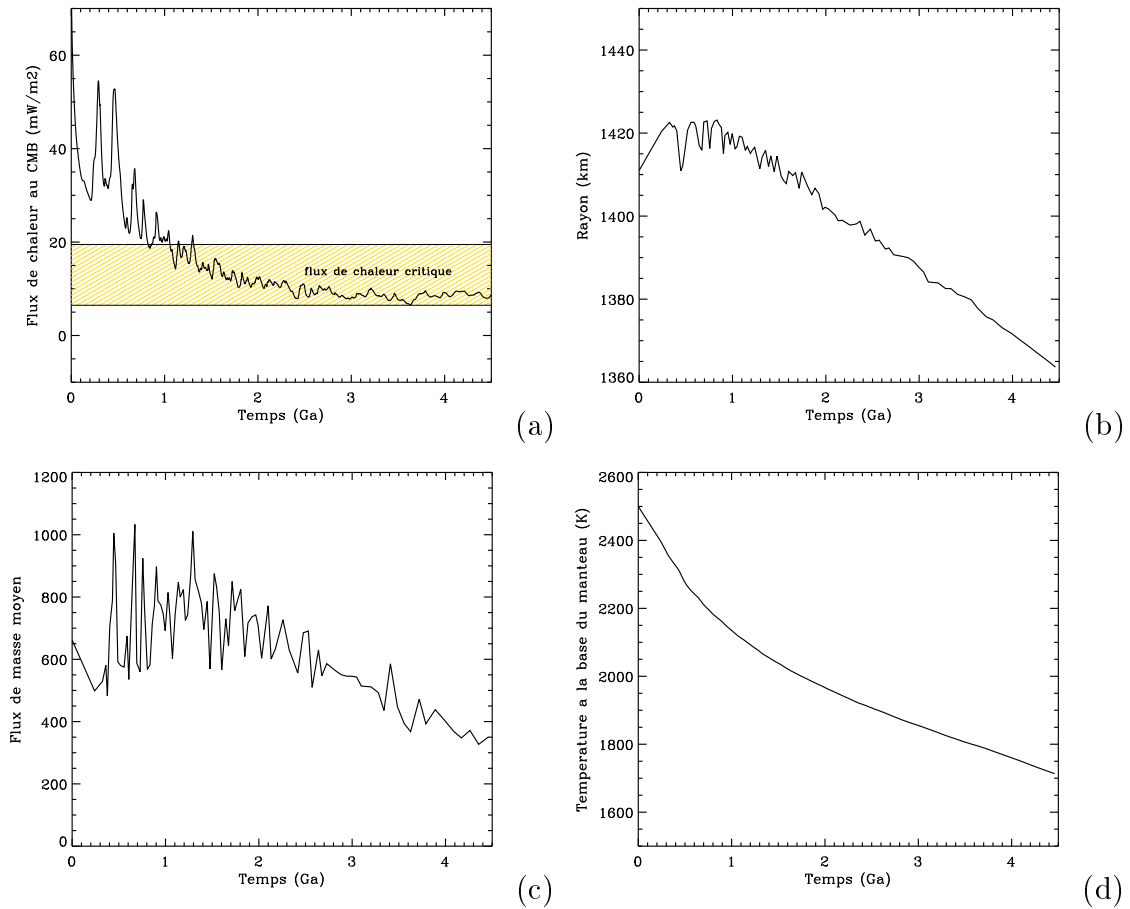 Flux de chaleur au CMB (mW/m2)
60
40
20
0
flux de chaleur critique
0 1 2 3 4
Temps (Ga)
(a)
Rayon (km)
1440
1420
1400
1380
1360
0 1 2 3 4
Temps (Ga)
(b)
Flux de masse moyen
1200
1000
800
600
400
200
0
0 1 2 3 4
Temps (Ga)
(c)
Temperature a la base du manteau (K)
2600
2400
2200
2000
1800
1600
0 1 2 3 4
Temps (Ga)
(d)